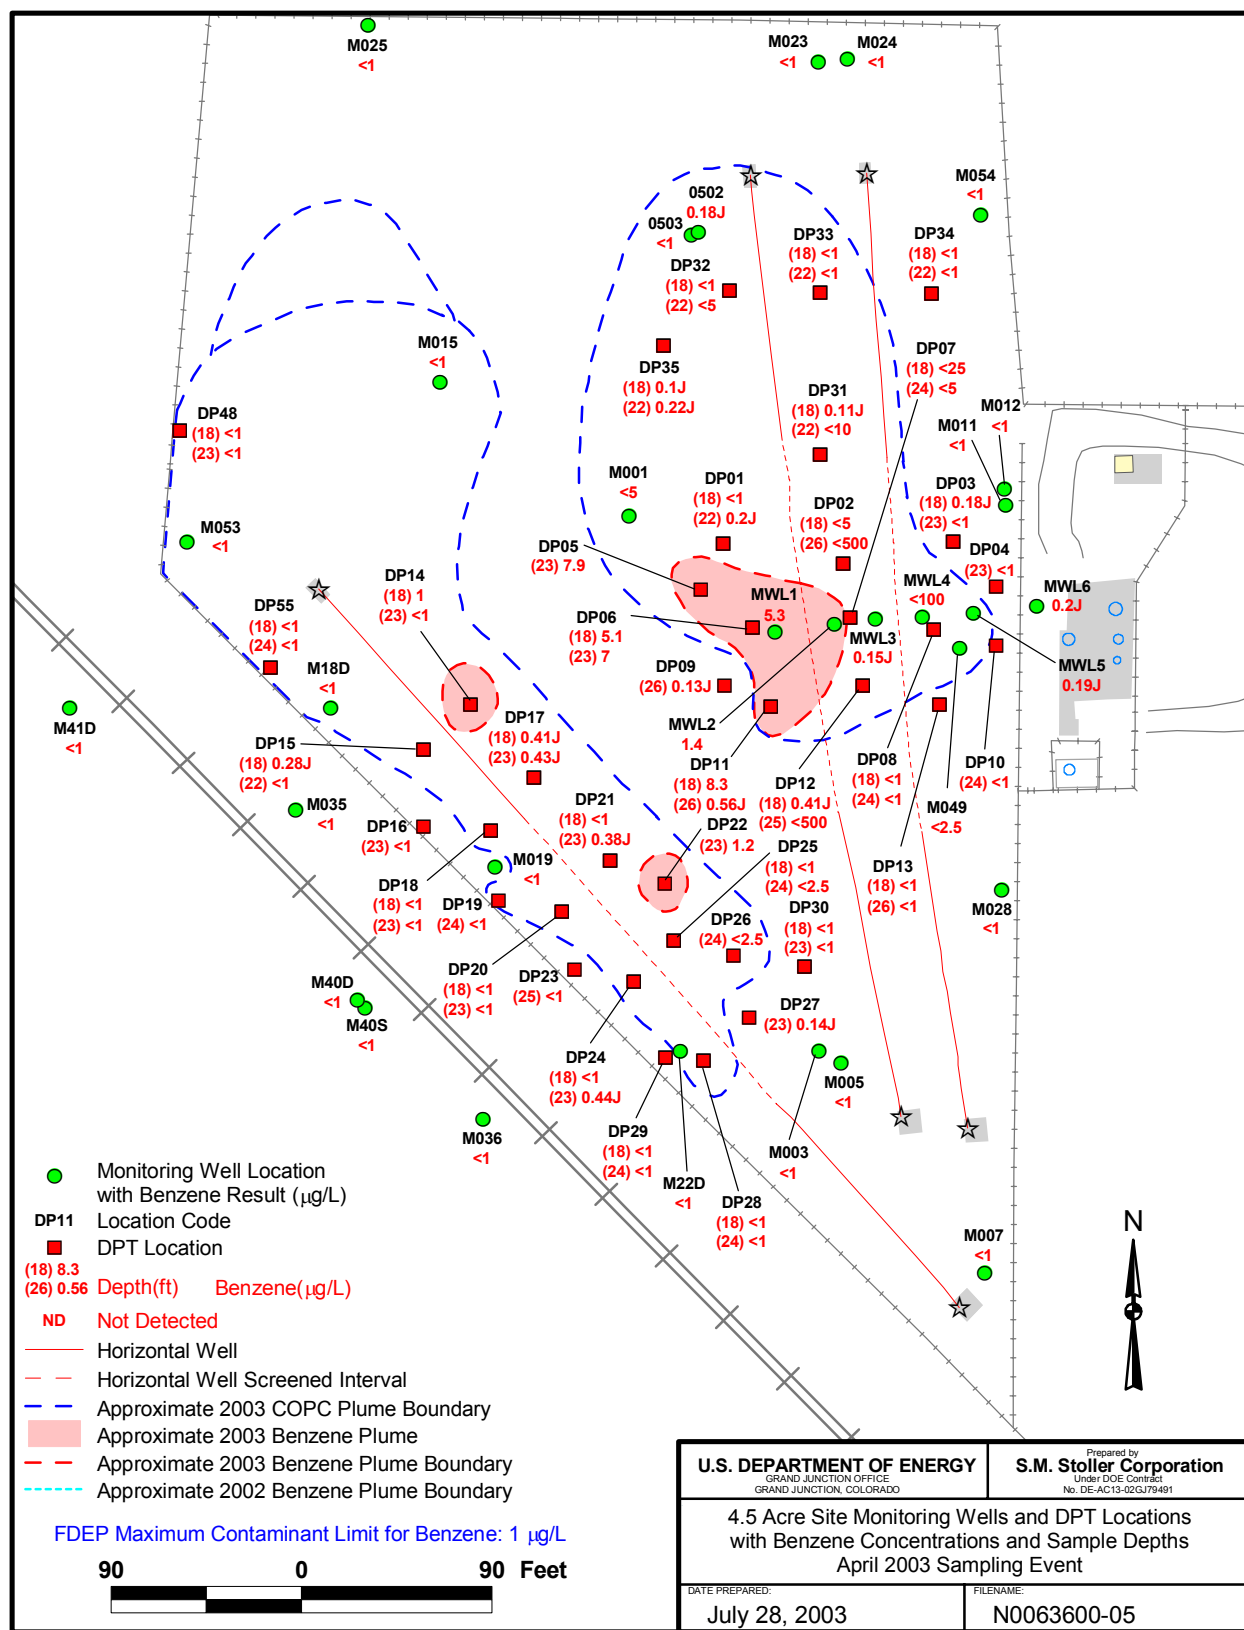 M025
<1
M023
<1
M024
<1
M054
<1
0502
0.18J
0503
<1
DP33
(18) <1
(22) <1
DP34
(18) <1
(22) <1
DP32
(18) <1
(22) <5
M015
<1
DP35
(18) 0.1J
(22) 0.22J
DP07
(18) <25
(24) <5
DP31
(18) 0.11J
(22) <10
M012
<1
M011
<1
DP48
(18) <1
(23) <1
M001
<5
DP01
(18) <1
(22) 0.2J
DP02
(18) <5
(26) <500
DP03
(18) 0.18J
(23) <1
M053
<1
DP05
(23) 7.9
DP04
(23) <1
DP14
(18) 1
(23) <1
MWL1
5.3
MWL4
<100
MWL6
0.2J
DP55
(18) <1
(24) <1
DP06
(18) 5.1
(23) 7
MWL3
0.15J
M18D
<1
DP09
(26) 0.13J
MWL5
0.19J
M41D
<1
DP17
(18) 0.41J
(23) 0.43J
MWL2
1.4
DP15
(18) 0.28J
(22) <1
DP11
(18) 8.3
(26) 0.56J
DP12
(18) 0.41J
(25) <500
DP08
(18) <1
(24) <1
DP10
(24) <1
M035
<1
DP21
(18) <1
(23) 0.38J
M049
<2.5
DP16
(23) <1
DP22
(23) 1.2
DP25
(18) <1
(24) <2.5
M019
<1
DP13
(18) <1
(26) <1
DP18
(18) <1
(23) <1
DP19
(24) <1
M028
<1
DP26
(24) <2.5
DP30
(18) <1
(23) <1
DP20
(18) <1
(23) <1
DP23
(25) <1
M40D
<1
M40S
<1
DP27
(23) 0.14J
DP24
(18) <1
(23) 0.44J
M005
<1
M036
<1
DP29
(18) <1
(24) <1
M003
<1
M22D
<1
DP28
(18) <1
(24) <1
M007
<1
N
Monitoring Well Location
with Benzene Result (µg/L)
DP11 Location Code
DPT Location
(18) 8.3
(26) 0.56 Depth(ft) Benzene(µg/L)
ND Not Detected
Horizontal Well
Horizontal Well Screened Interval
Approximate 2003 COPC Plume Boundary
Approximate 2003 Benzene Plume
Approximate 2003 Benzene Plume Boundary
Approximate 2002 Benzene Plume Boundary
FDEP Maximum Contaminant Limit for Benzene: 1 µg/L
90 0 90 Feet
U.S. DEPARTMENT OF ENERGY
GRAND JUNCTION OFFICE
GRAND JUNCTION, COLORADO
Prepared by
S.M. Stoller Corporation
Under DOE Contract
No. DE-AC13-02GJ79491
4.5 Acre Site Monitoring Wells and DPT Locations
with Benzene Concentrations and Sample Depths
April 2003 Sampling Event
DATE PREPARED:
July 28, 2003
FILENAME:
N0063600-05